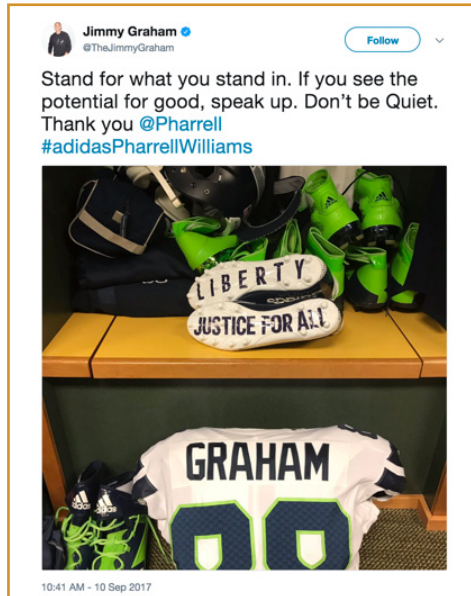 Jimmy Graham
@TheJimmyGraham
Follow
Stand for what you stand in. If you see the
potential for good, speak up. Don’t be Quiet.
Thank you @Pharrell
#adidasPharrellWilliams
LIBERTY
JUSTICE FOR ALL
GRAHAM
88
adidas
adidas
10:41 AM - 10 Sep 2017